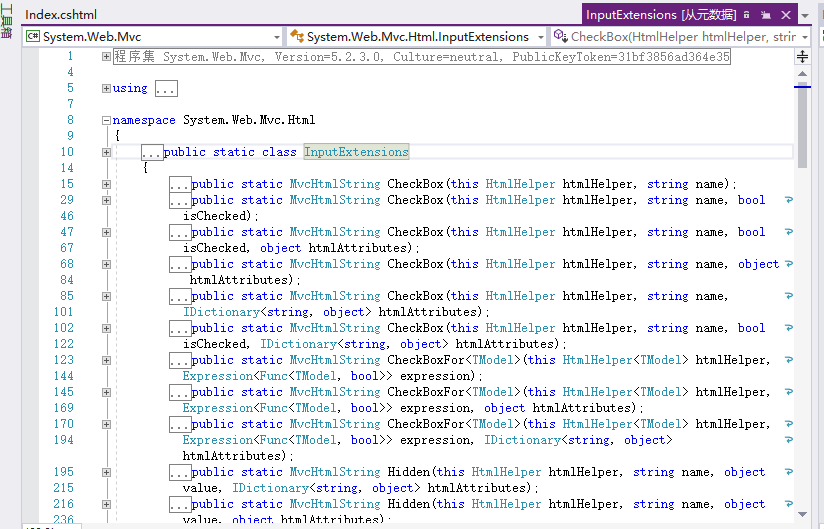 工具箱
Index.cshtml
InputExtensions [从元数据]
C# System.Web.Mvc
System.Web.Mvc.Html.InputExtensions
CheckBox(HtmlHelper htmlHelper, strin
1 程序集 System.Web.Mvc, Version=5.2.3.0, Culture=neutral, PublicKeyToken=31bf3856ad364e35
4
5 using ...
7
8 namespace System.Web.Mvc.Html
9 {
10 ...public static class InputExtensions
14 {
15 ...public static MvcHtmlString CheckBox(this HtmlHelper htmlHelper, string name);
29 ...public static MvcHtmlString CheckBox(this HtmlHelper htmlHelper, string name, bool
46 isChecked);
47 ...public static MvcHtmlString CheckBox(this HtmlHelper htmlHelper, string name, bool
67 isChecked, object htmlAttributes);
68 ...public static MvcHtmlString CheckBox(this HtmlHelper htmlHelper, string name, object
84 htmlAttributes);
85 ...public static MvcHtmlString CheckBox(this HtmlHelper htmlHelper, string name,
101 IDictionary<string, object> htmlAttributes);
102 ...public static MvcHtmlString CheckBox(this HtmlHelper htmlHelper, string name, bool
122 isChecked, IDictionary<string, object> htmlAttributes);
123 ...public static MvcHtmlString CheckBoxFor<TModel>(this HtmlHelper<TModel> htmlHelper,
144 Expression<Func<TModel, bool>> expression);
145 ...public static MvcHtmlString CheckBoxFor<TModel>(this HtmlHelper<TModel> htmlHelper,
169 Expression<Func<TModel, bool>> expression, object htmlAttributes);
170 ...public static MvcHtmlString CheckBoxFor<TModel>(this HtmlHelper<TModel> htmlHelper,
194 Expression<Func<TModel, bool>> expression, IDictionary<string, object>
htmlAttributes);
195 ...public static MvcHtmlString Hidden(this HtmlHelper htmlHelper, string name, object
215 value, IDictionary<string, object> htmlAttributes);
216 ...public static MvcHtmlString Hidden(this HtmlHelper htmlHelper, string name, object
236 value, object htmlAttributes);